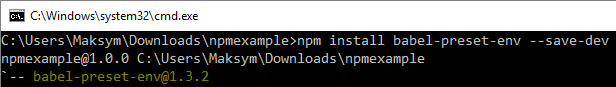 C:\Windows\system32\cmd.exe
C:\Users\Maksym\Downloads\npmexample>npm install babel-preset-env --save-dev
npmexample@1.0.0 C:\Users\Maksym\Downloads\npmexample
`-- babel-preset-env@1.3.2